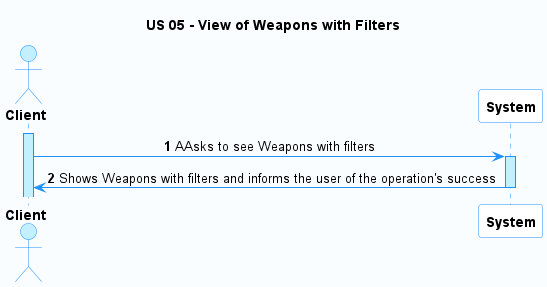 US 05 - View of Weapons with Filters
Client
System
1 AAsks to see Weapons with filters
2 Shows Weapons with filters and informs the user of the operation's success
Client
System